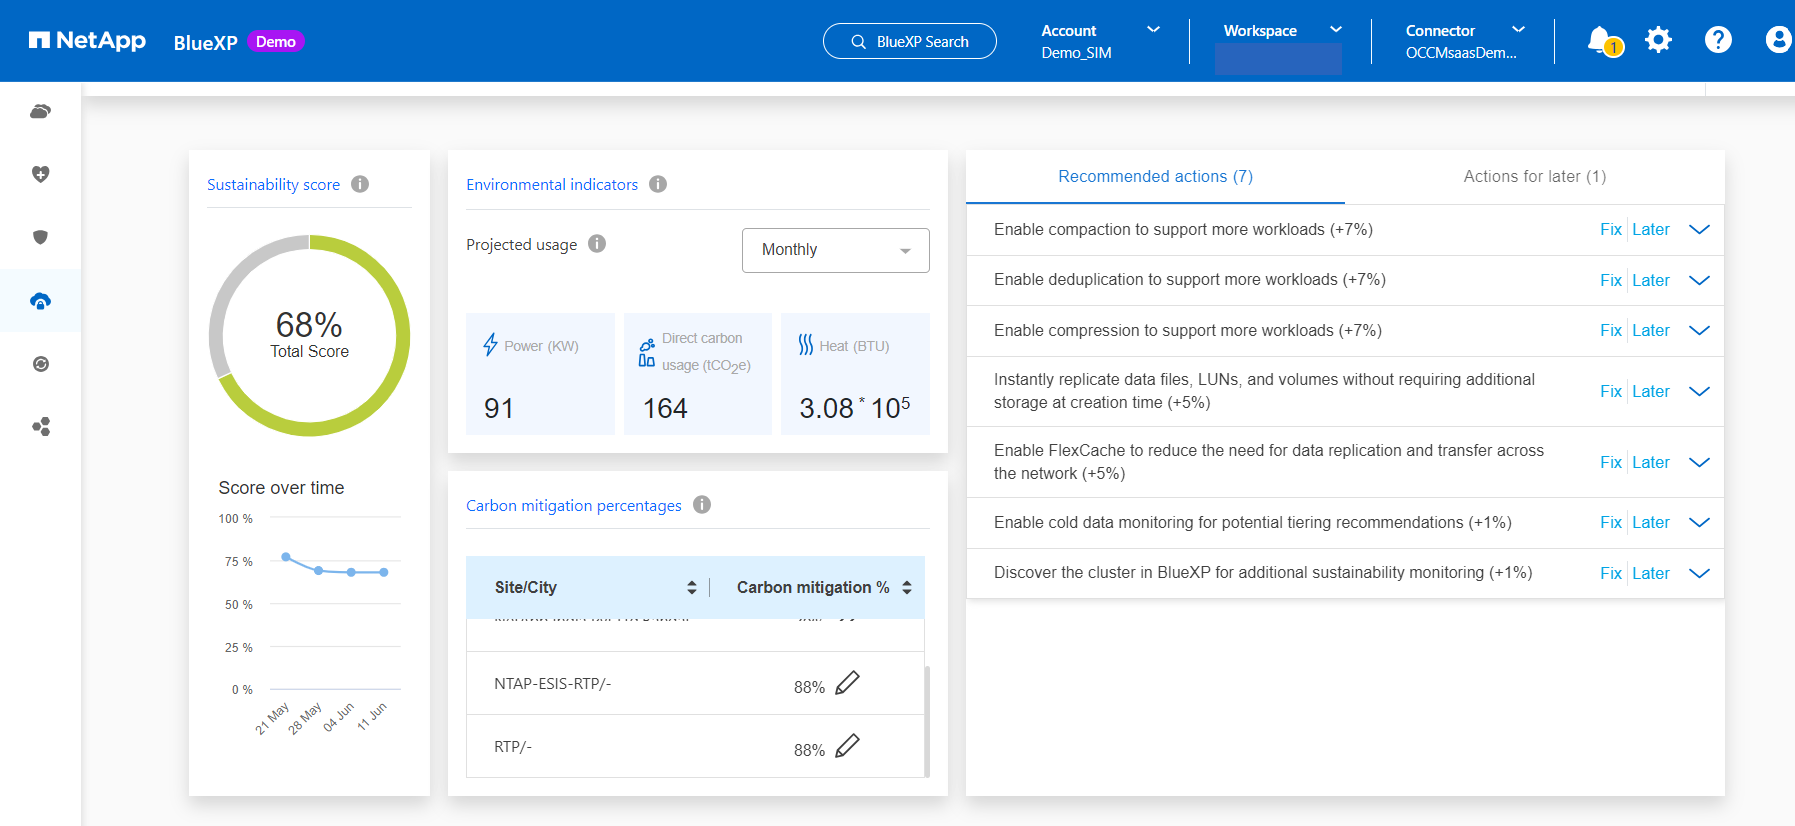 NetApp BlueXP Demo
BlueXP Search
Account
Demo_SIM
Workspace
Connector
OCCMsaasDem...
1
Sustainability score
68%
Total Score
Score over time
100 %
75 %
50 %
25 %
0 %
21 May
28 May
04 Jun
11 Jun
Environmental indicators
Projected usage
Monthly
Power (KW)
91
Direct carbon
usage (tCO2e)
164
Heat (BTU)
3.08 * 10⁵
Carbon mitigation percentages
Site/City
Carbon mitigation %
NTAP-ESIS-RTP/-
88%
RTP/-
88%
Recommended actions (7)
Actions for later (1)
Enable compaction to support more workloads (+7%)
Fix Later
Enable deduplication to support more workloads (+7%)
Fix Later
Enable compression to support more workloads (+7%)
Fix Later
Instantly replicate data files, LUNs, and volumes without requiring additional
storage at creation time (+5%)
Fix Later
Enable FlexCache to reduce the need for data replication and transfer across
the network (+5%)
Fix Later
Enable cold data monitoring for potential tiering recommendations (+1%)
Fix Later
Discover the cluster in BlueXP for additional sustainability monitoring (+1%)
Fix Later